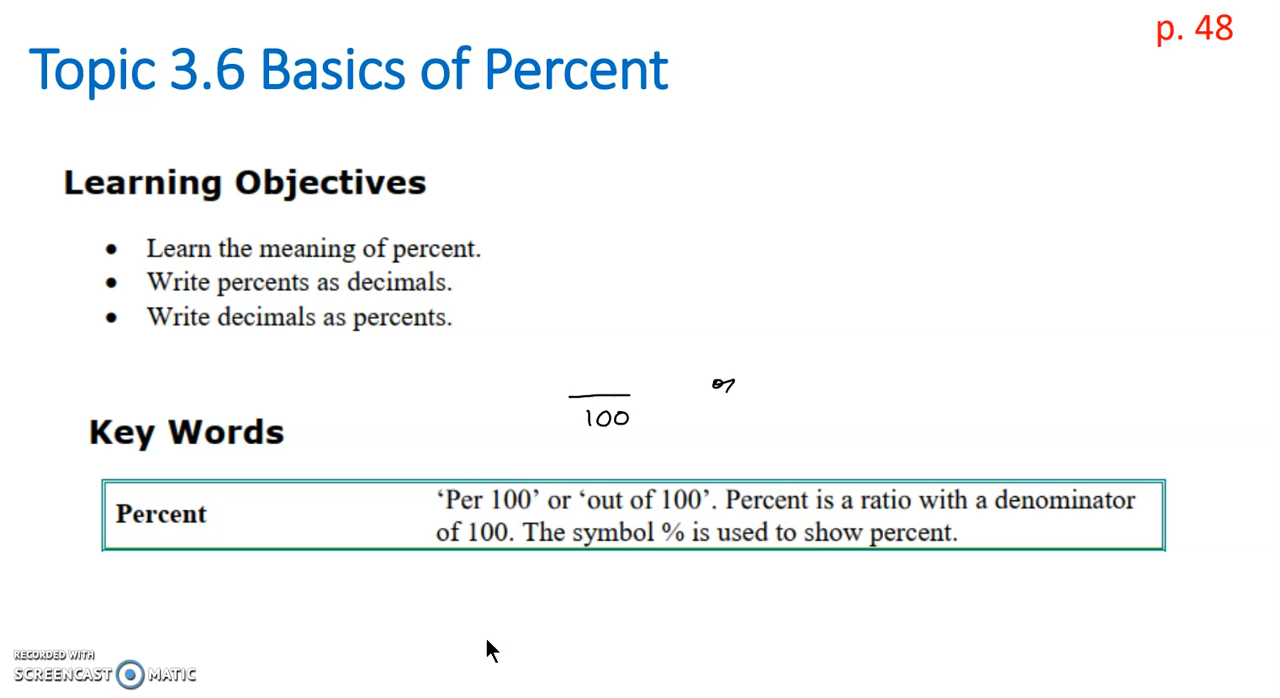 p. 48
Topic 3.6 Basics of Percent
Learning Objectives
• Learn the meaning of percent.
• Write percents as decimals.
• Write decimals as percents.
100
Key Words
Percent
‘Per 100’ or ‘out of 100’. Percent is a ratio with a denominator
of 100. The symbol % is used to show percent.
RECORDED WITH
SCREENCAST MATIC